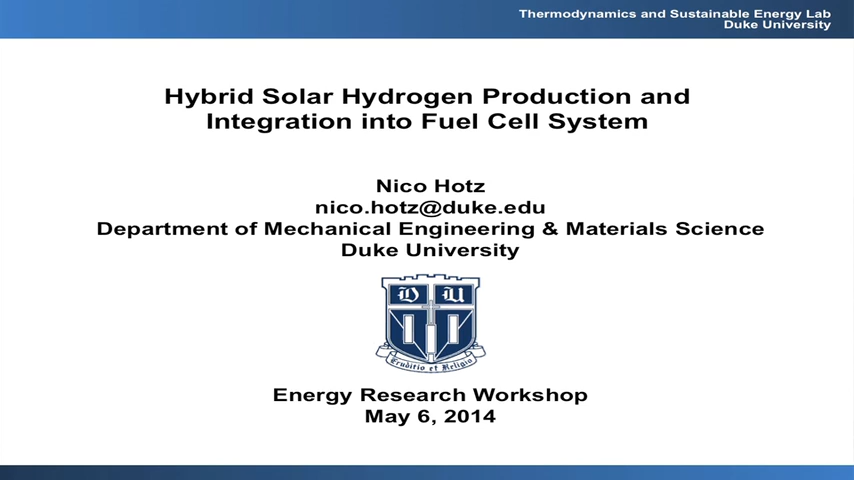 Thermodynamics and Sustainable Energy Lab
Duke University
Hybrid Solar Hydrogen Production and
Integration into Fuel Cell System
Nico Hotz
nico.hotz@duke.edu
Department of Mechanical Engineering & Materials Science
Duke University
D U
Eruditio et Religio
Energy Research Workshop
May 6, 2014